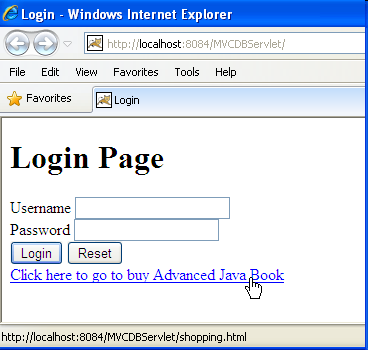 Login - Windows Internet Explorer
http://localhost:8084/MVCDBServlet/
File Edit View Favorites Tools Help
Favorites Login
Login Page
Username
Password
Login Reset
Click here to go to buy Advanced Java Book
http://localhost:8084/MVCDBServlet/shopping.html